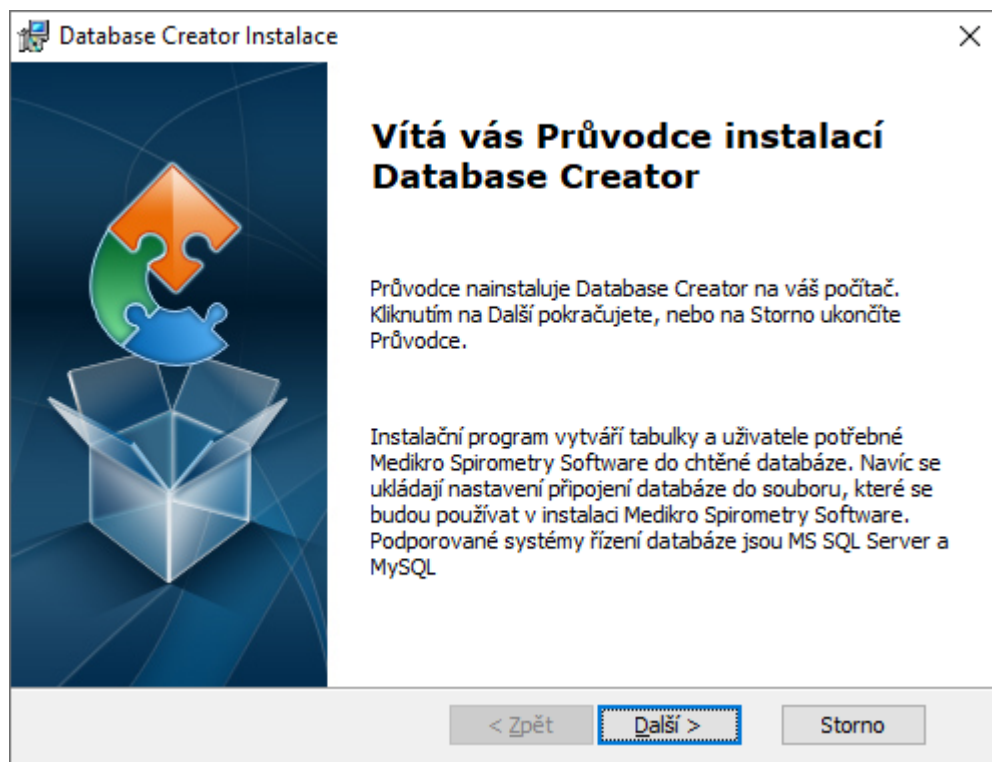 Database Creator Instalace
Vítá vás Průvodce instalací
Database Creator
Průvodce nainstaluje Database Creator na váš počítač.
Kliknutím na Další pokračujete, nebo na Storno ukončíte
Průvodce.
Instalační program vytváří tabulky a uživatele potřebné
Medikro Spirometry Software do chtěné databáze. Navíc se
ukládají nastavení připojení databáze do souboru, které se
budou používat v instalaci Medikro Spirometry Software.
Podporované systémy řízení databáze jsou MS SQL Server a
MySQL
< Zpět
Další >
Storno